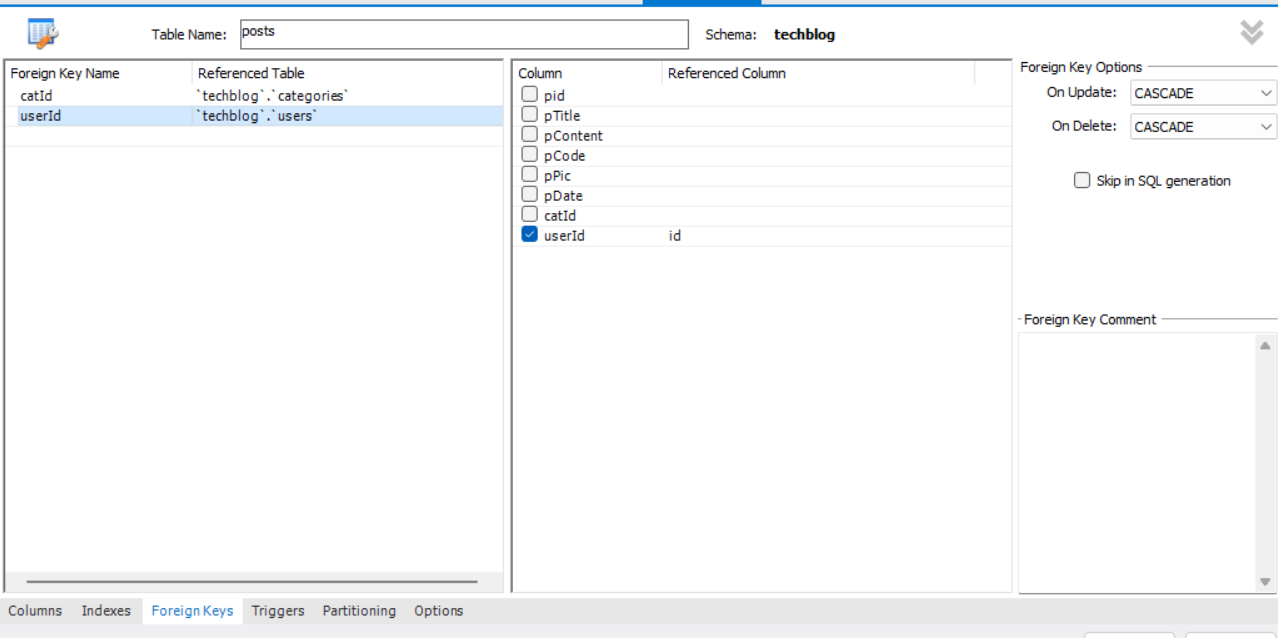 Table Name: posts Schema: techblog
Foreign Key Name Referenced Table
catId `techblog`.`categories`
userId `techblog`.`users`
Column Referenced Column
pid
pTitle
pContent
pCode
pPic
pDate
catId
userId id
Foreign Key Options
On Update: CASCADE
On Delete: CASCADE
Skip in SQL generation
Foreign Key Comment
Columns Indexes Foreign Keys Triggers Partitioning Options